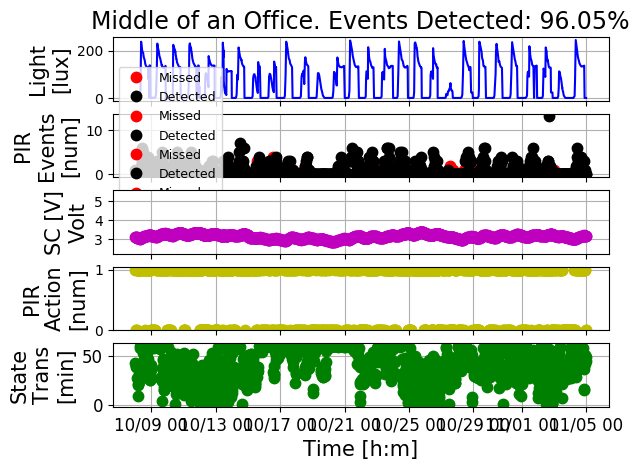 Middle of an Office. Events Detected: 96.05%
Light
[lux]
200
0
Missed
Detected
Missed
Detected
Missed
Detected
Missed
PIR
Events
[num]
10
0
SC [V]
Volt
5
4
3
PIR
Action
[num]
1
0
State
Trans
[min]
50
0
10/09 00
10/13 00
10/17 00
10/21 00
10/25 00
10/29 00
11/01 00
11/05 00
Time [h:m]